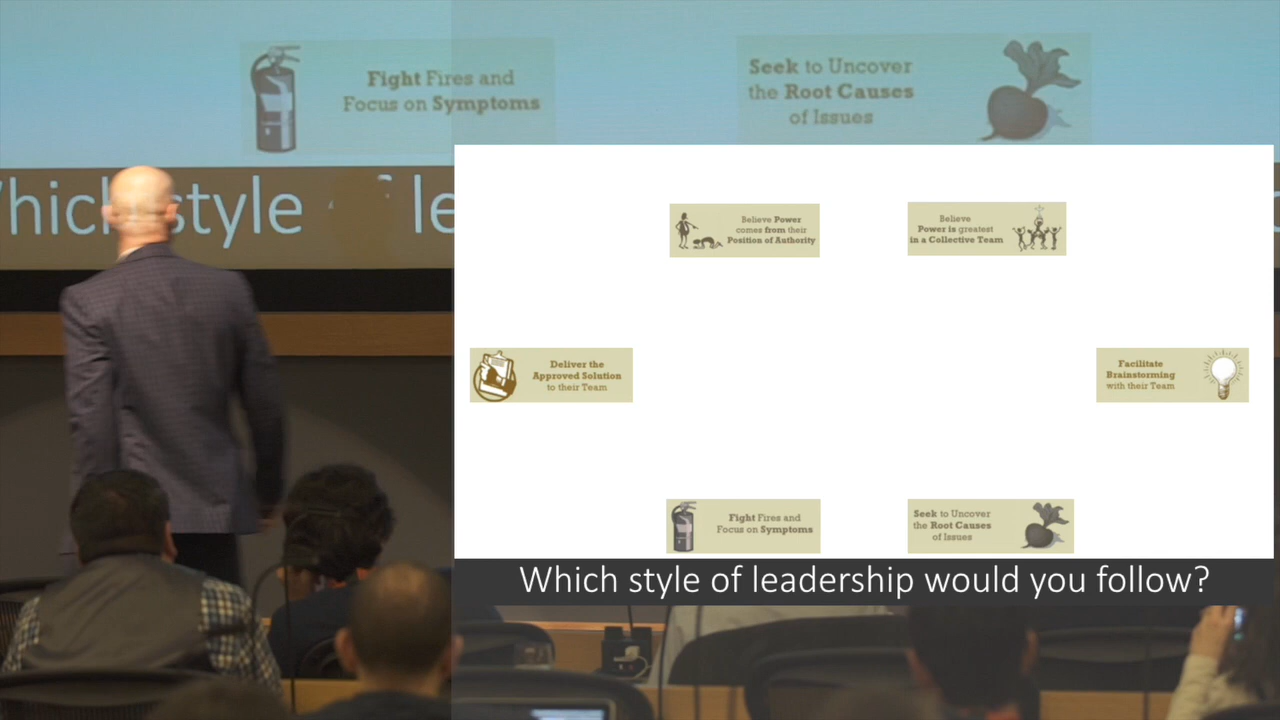 Fight Fires and
Focus on Symptoms
Seek to Uncover
the Root Causes
of Issues
style
le
Believe Power
comes from their
Position of Authority
Believe
Power is greatest
in a Collective Team
Deliver the
Approved Solution
to their Team
Facilitate
Brainstorming
with their Team
Fight Fires and
Focus on Symptoms
Seek to Uncover
the Root Causes
of Issues
Which style of leadership would you follow?